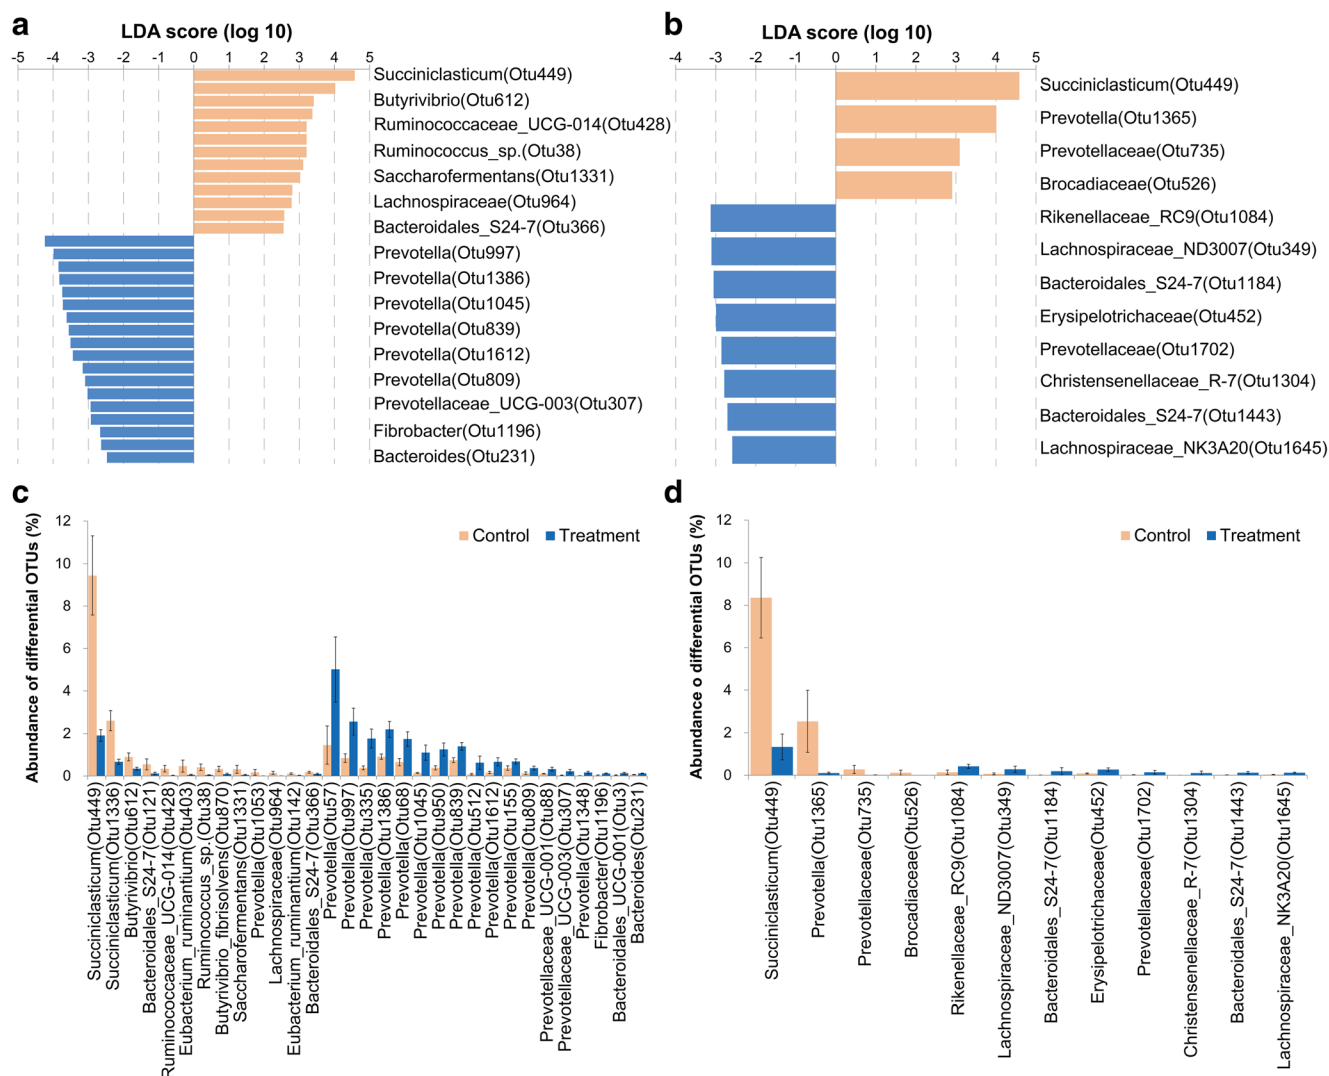 a
LDA score (log 10)
-5 -4 -3 -2 -1 0 1 2 3 4 5
Succiniclasticum(Otu449)
Butyrivibrio(Otu612)
Ruminococcaceae_UCG-014(Otu428)
Ruminococcus_sp.(Otu38)
Saccharofermentans(Otu1331)
Lachnospiraceae(Otu964)
Bacteroidales_S24-7(Otu366)
Prevotella(Otu997)
Prevotella(Otu1386)
Prevotella(Otu1045)
Prevotella(Otu839)
Prevotella(Otu1612)
Prevotella(Otu809)
Prevotellaceae_UCG-003(Otu307)
Fibrobacter(Otu1196)
Bacteroides(Otu231)
b
LDA score (log 10)
-4 -3 -2 -1 0 1 2 3 4 5
Succiniclasticum(Otu449)
Prevotella(Otu1365)
Prevotellaceae(Otu735)
Brocadiaceae(Otu526)
Rikenellaceae_RC9(Otu1084)
Lachnospiraceae_ND3007(Otu349)
Bacteroidales_S24-7(Otu1184)
Erysipelotrichaceae(Otu452)
Prevotellaceae(Otu1702)
Christensenellaceae_R-7(Otu1304)
Bacteroidales_S24-7(Otu1443)
Lachnospiraceae_NK3A20(Otu1645)
c
Abundance of differential OTUs (%)
12
10
8
6
4
2
0
Control Treatment
Succiniclasticum(Otu449)
Succiniclasticum(Otu1336)
Butyrivibrio(Otu612)
Bacteroidales_S24-7(Otu121)
Ruminococcaceae_UCG-014(Otu428)
Eubacterium_ruminantium(Otu403)
Ruminococcus_sp.(Otu38)
Butyrivibrio_fibrisolvens(Otu870)
Saccharofermentans(Otu1331)
Prevotella(Otu1053)
Lachnospiraceae(Otu964)
Eubacterium_ruminantium(Otu142)
Bacteroidales_S24-7(Otu366)
Prevotella(Otu57)
Prevotella(Otu997)
Prevotella(Otu335)
Prevotella(Otu1386)
Prevotella(Otu68)
Prevotella(Otu1045)
Prevotella(Otu950)
Prevotella(Otu839)
Prevotella(Otu512)
Prevotella(Otu1612)
Prevotella(Otu155)
Prevotella(Otu809)
Prevotellaceae_UCG-001(Otu88)
Prevotellaceae_UCG-003(Otu307)
Prevotella(Otu1348)
Fibrobacter(Otu1196)
Bacteroidales_UCG-001(Otu3)
Bacteroides(Otu231)
d
Abundance o differential OTUs (%)
12
10
8
6
4
2
0
Control Treatment
Succiniclasticum(Otu449)
Prevotella(Otu1365)
Prevotellaceae(Otu735)
Brocadiaceae(Otu526)
Rikenellaceae_RC9(Otu1084)
Lachnospiraceae_ND3007(Otu349)
Bacteroidales_S24-7(Otu1184)
Erysipelotrichaceae(Otu452)
Prevotellaceae(Otu1702)
Christensenellaceae_R-7(Otu1304)
Bacteroidales_S24-7(Otu1443)
Lachnospiraceae_NK3A20(Otu1645)